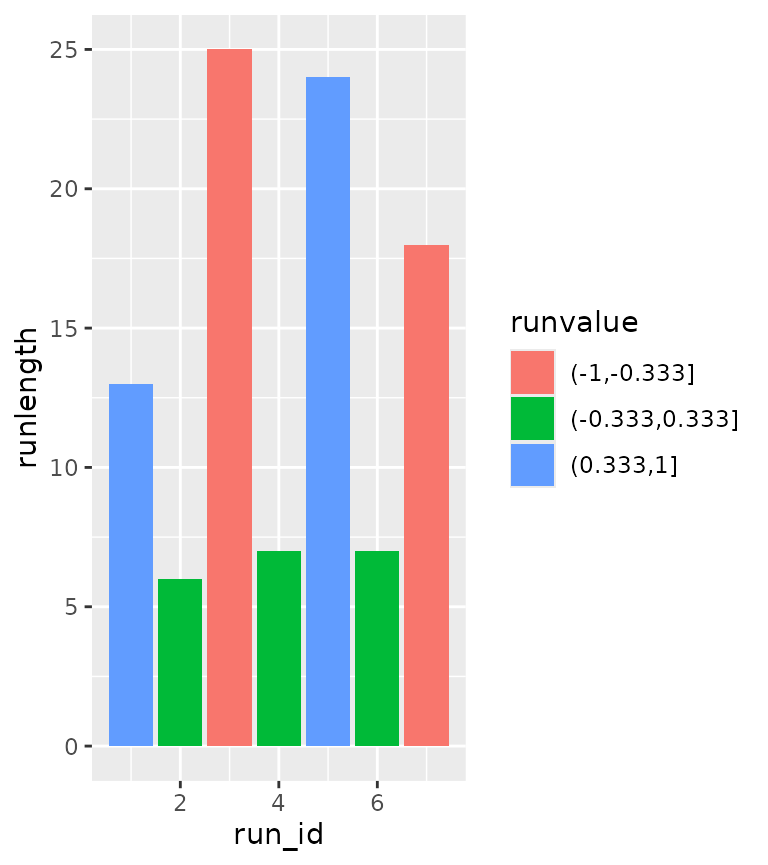 25
20
15
10
5
0
runlength
2 4 6
run_id
runvalue
(-1,-0.333]
(-0.333,0.333]
(0.333,1]